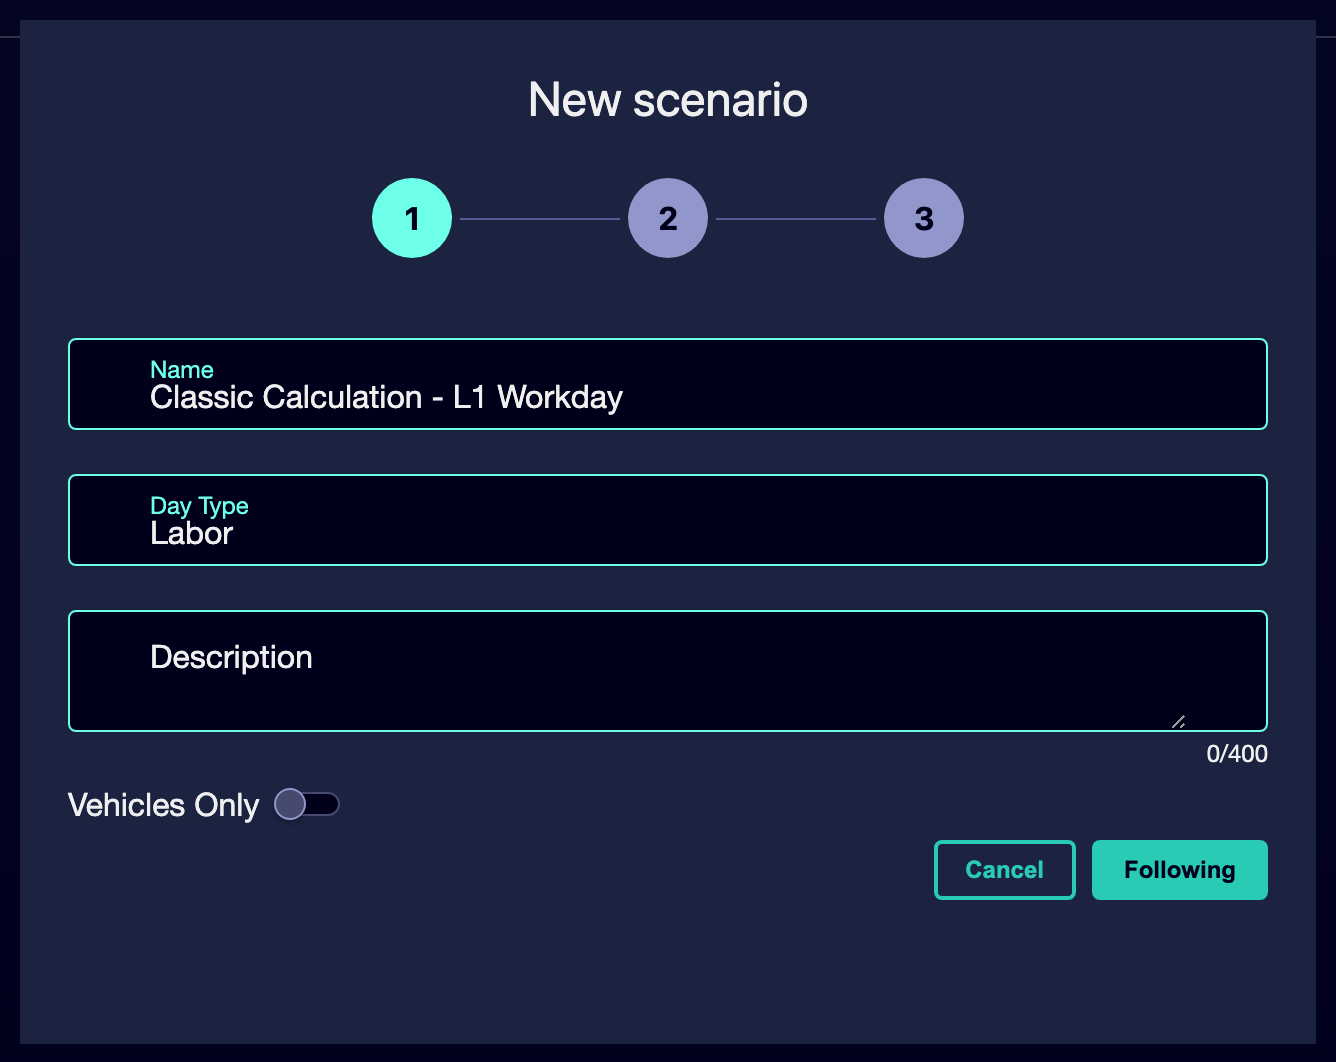 New scenario
1 2 3
Name
Classic Calculation - L1 Workday
Day Type
Labor
Description
0/400
Vehicles Only
Cancel Following